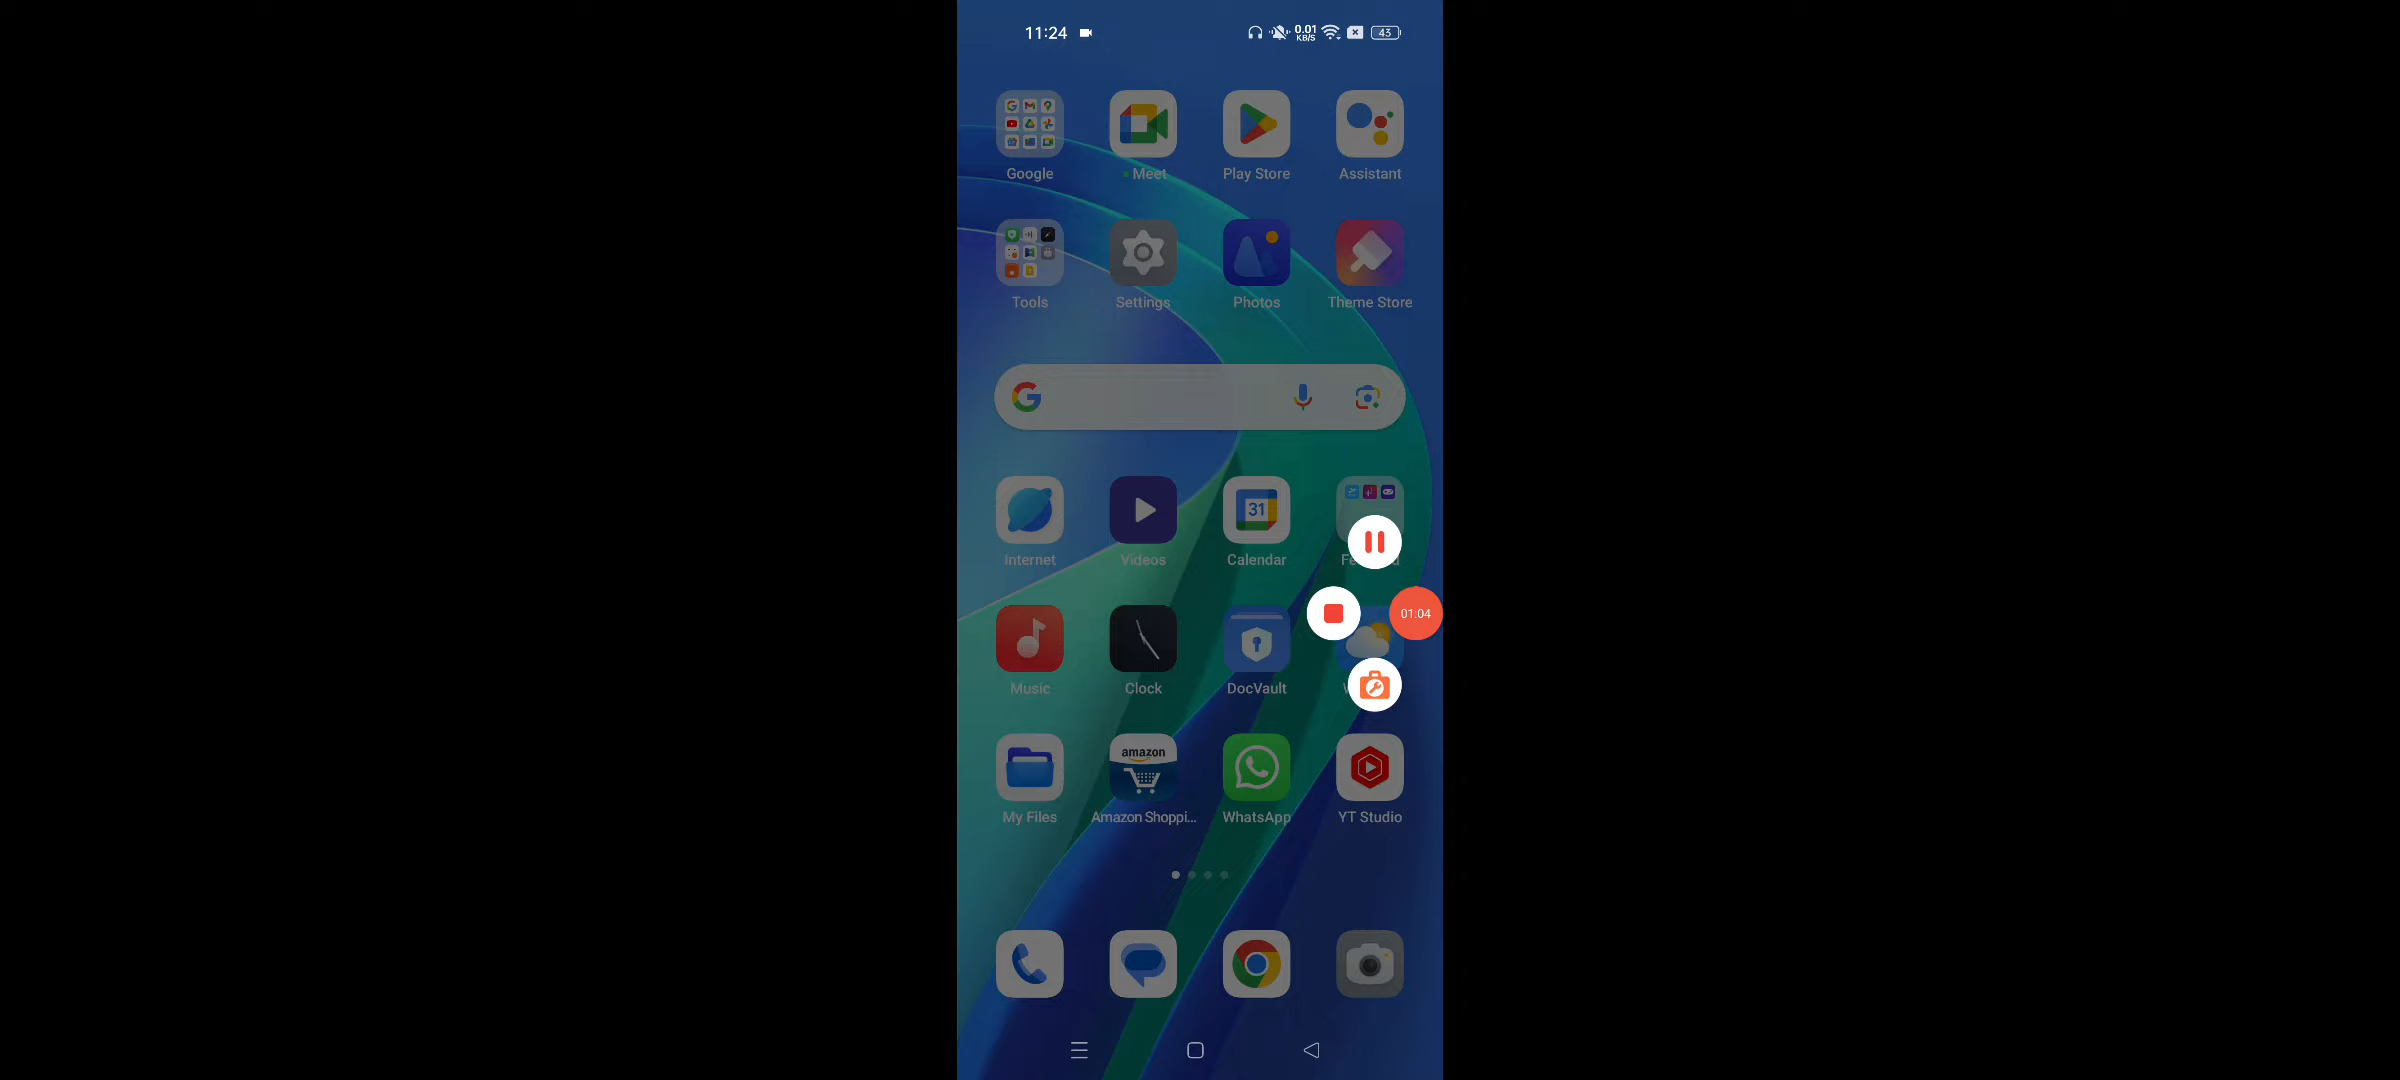 11:24 0.01 KB/S 43
Google Meet Play Store Assistant
Tools Settings Photos Theme Store
Internet Videos Calendar
31
01:04
Music Clock DocVault
amazon
My Files Amazon Shoppi... WhatsApp YT Studio